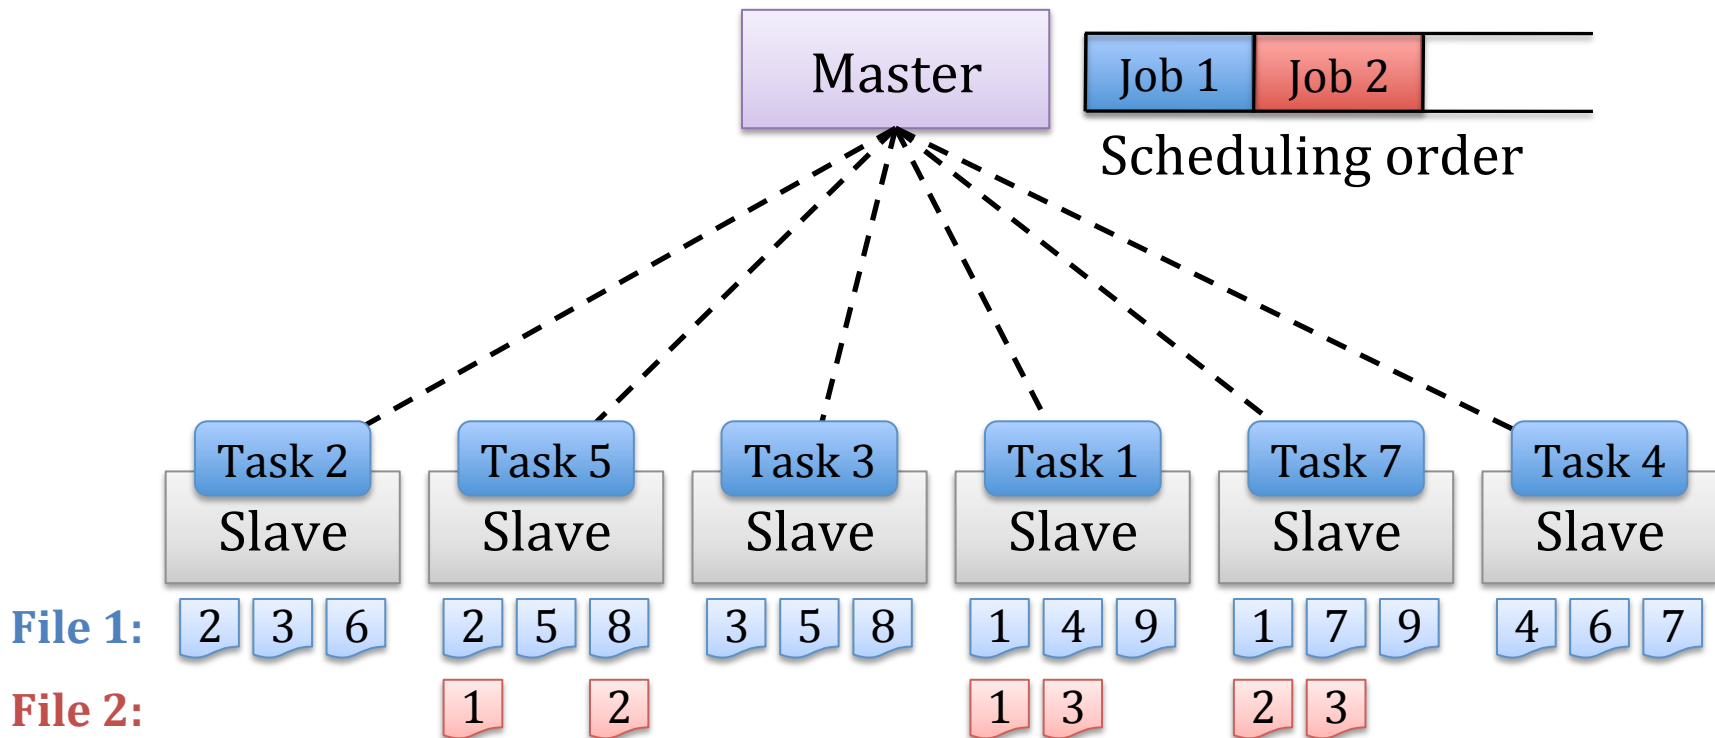 Master
Job 1 Job 2
Scheduling order
Task 2 Task 5 Task 3 Task 1 Task 7 Task 4
Slave Slave Slave Slave Slave Slave
File 1: 2 3 6 2 5 8 3 5 8 1 4 9 1 7 9 4 6 7
File 2: 1 2 1 3 2 3